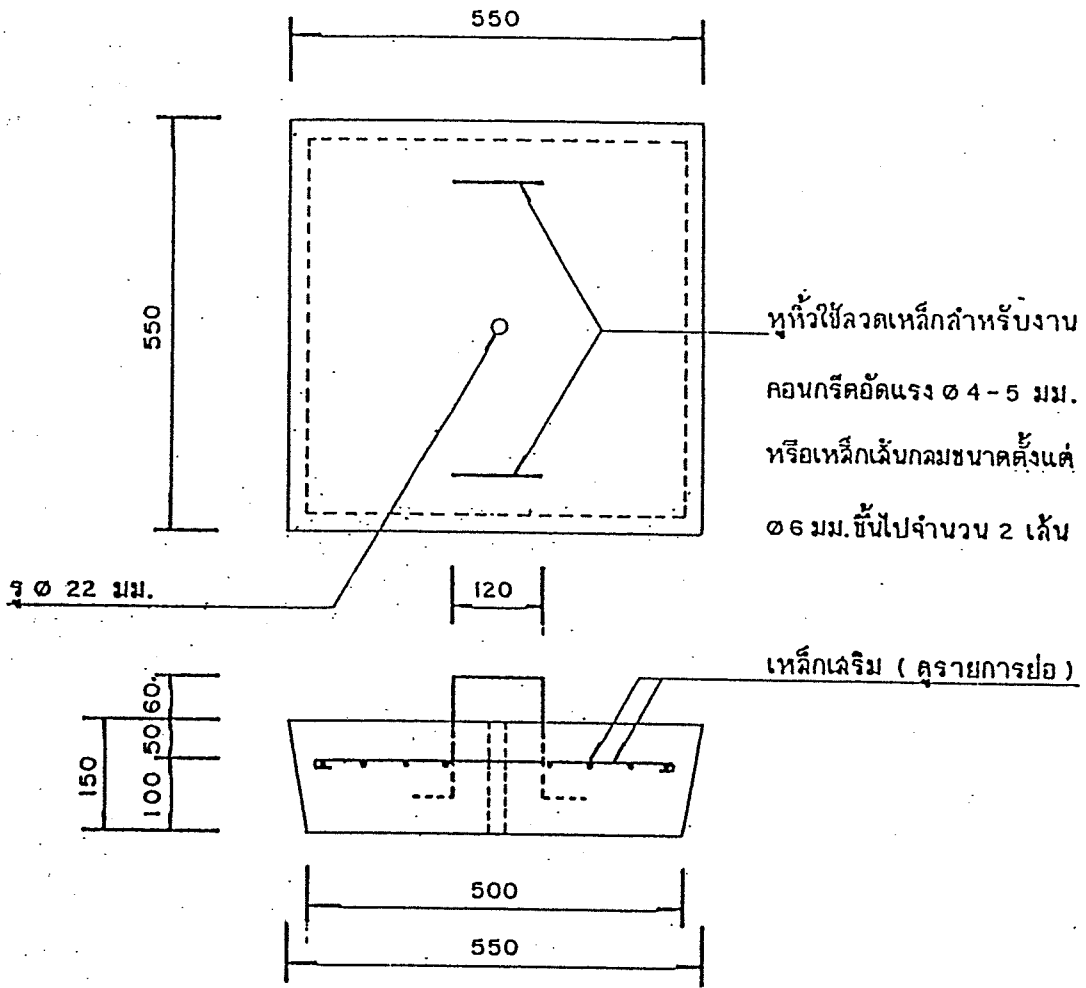 550
550
หูหิ้วใช้ลวดเหล็กสำหรับงาน
คอนกรีตอัดแรง Ø 4-5 มม.
หรือเหล็กเส้นกลมขนาดตั้งแต่
Ø 6 มม.ขึ้นไปจำนวน 2 เส้น
รู Ø 22 มม.
120
เหล็กเสริม ( ดูรายการย่อ )
60
50
100
150
500
550